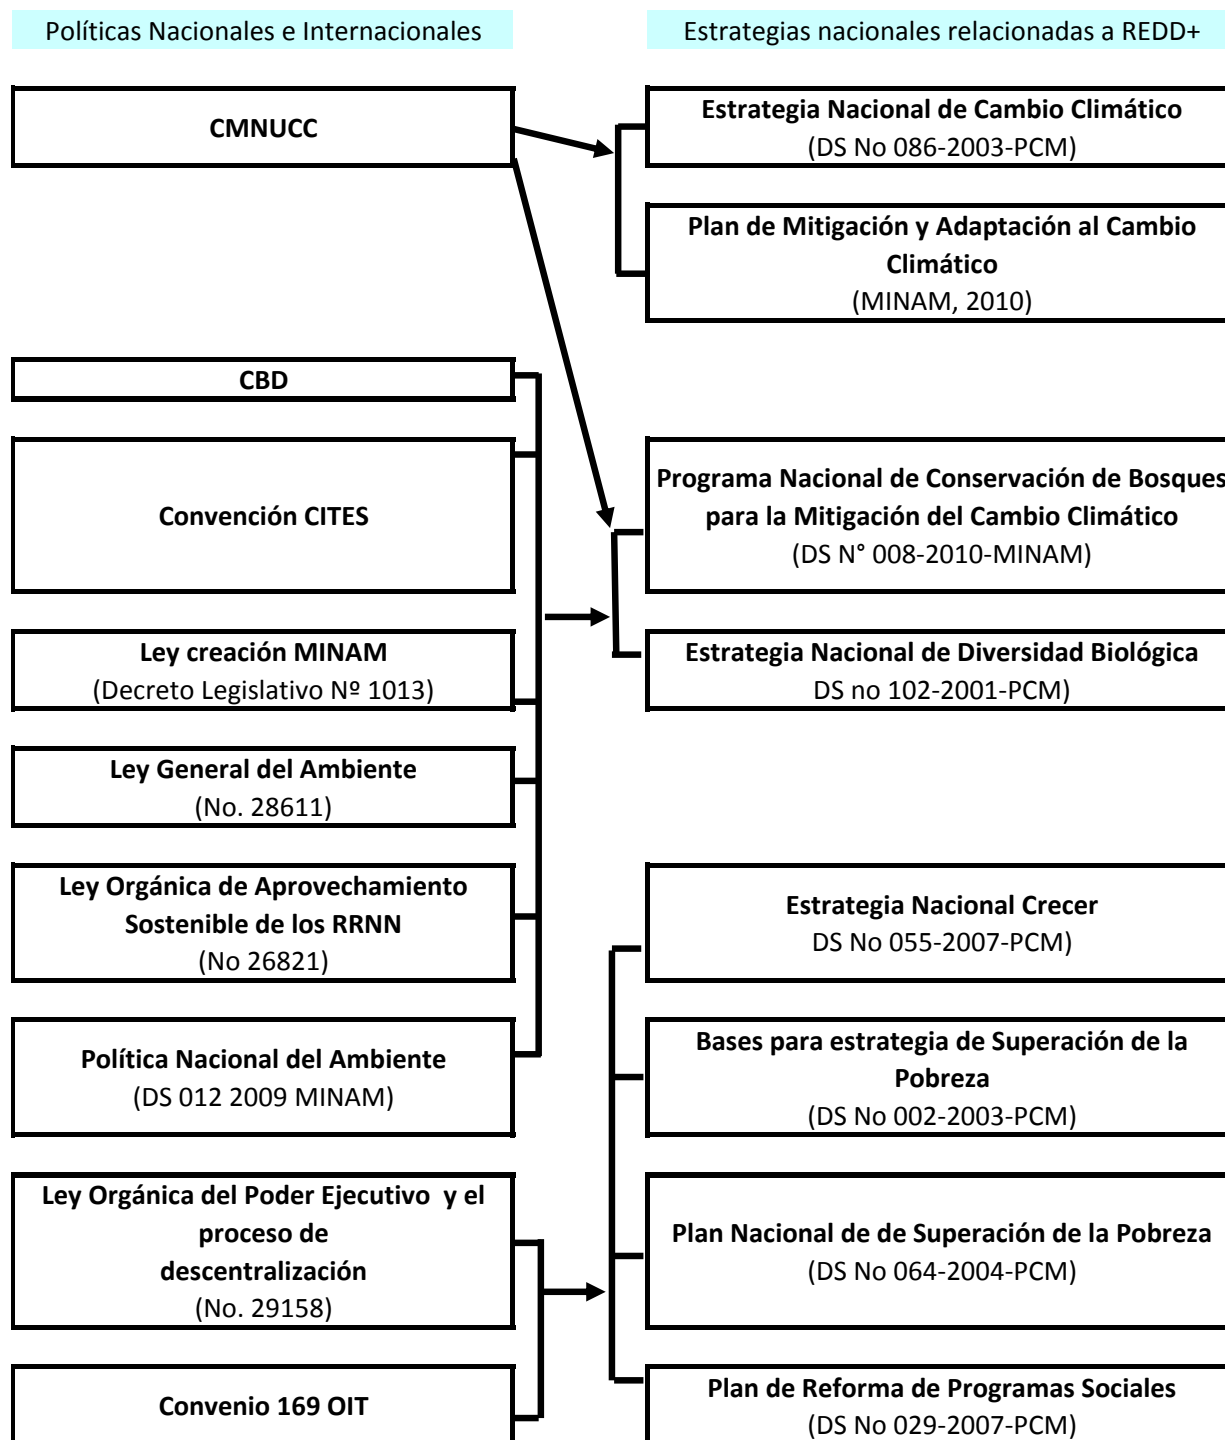 Políticas Nacionales e Internacionales
Estrategias nacionales relacionadas a REDD+
CMNUCC
Estrategia Nacional de Cambio Climático
(DS No 086-2003-PCM)
Plan de Mitigación y Adaptación al Cambio
Climático
(MINAM, 2010)
CBD
Convención CITES
Programa Nacional de Conservación de Bosques
para la Mitigación del Cambio Climático
(DS N° 008-2010-MINAM)
Ley creación MINAM
(Decreto Legislativo Nº 1013)
Estrategia Nacional de Diversidad Biológica
DS no 102-2001-PCM)
Ley General del Ambiente
(No. 28611)
Ley Orgánica de Aprovechamiento
Sostenible de los RRNN
(No 26821)
Estrategia Nacional Crecer
DS No 055-2007-PCM)
Política Nacional del Ambiente
(DS 012 2009 MINAM)
Bases para estrategia de Superación de la
Pobreza
(DS No 002-2003-PCM)
Ley Orgánica del Poder Ejecutivo  y el
proceso de
descentralización
(No. 29158)
Plan Nacional de de Superación de la Pobreza
(DS No 064-2004-PCM)
Convenio 169 OIT
Plan de Reforma de Programas Sociales
(DS No 029-2007-PCM)